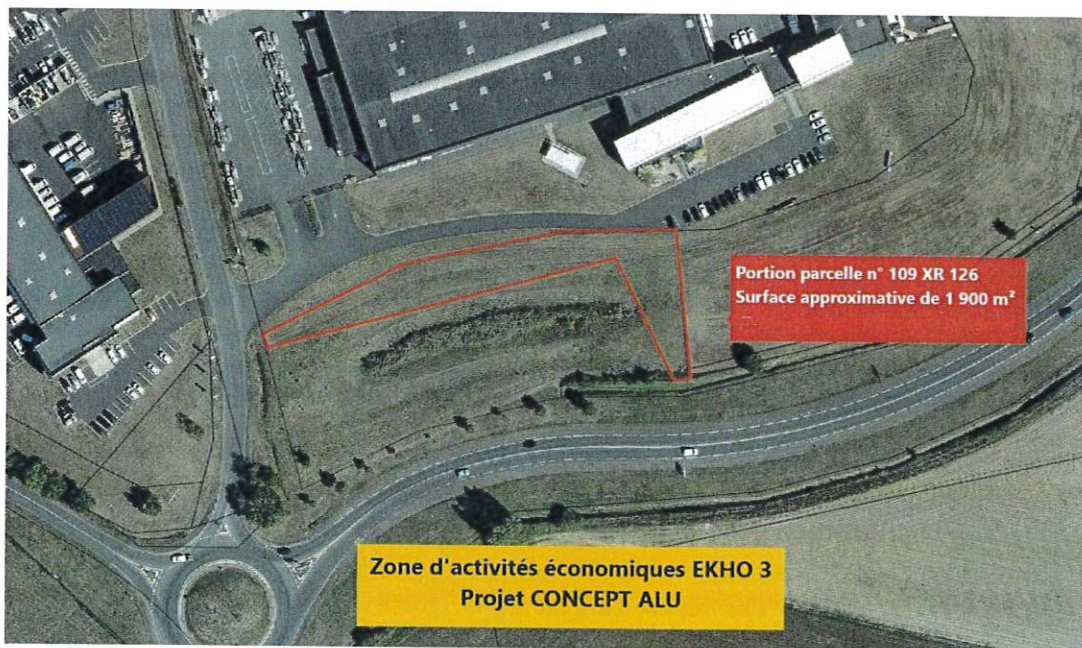 Portion parcelle n° 109 XR 126
Surface approximative de 1 900 m²
Zone d'activités économiques EKHO 3
Projet CONCEPT ALU